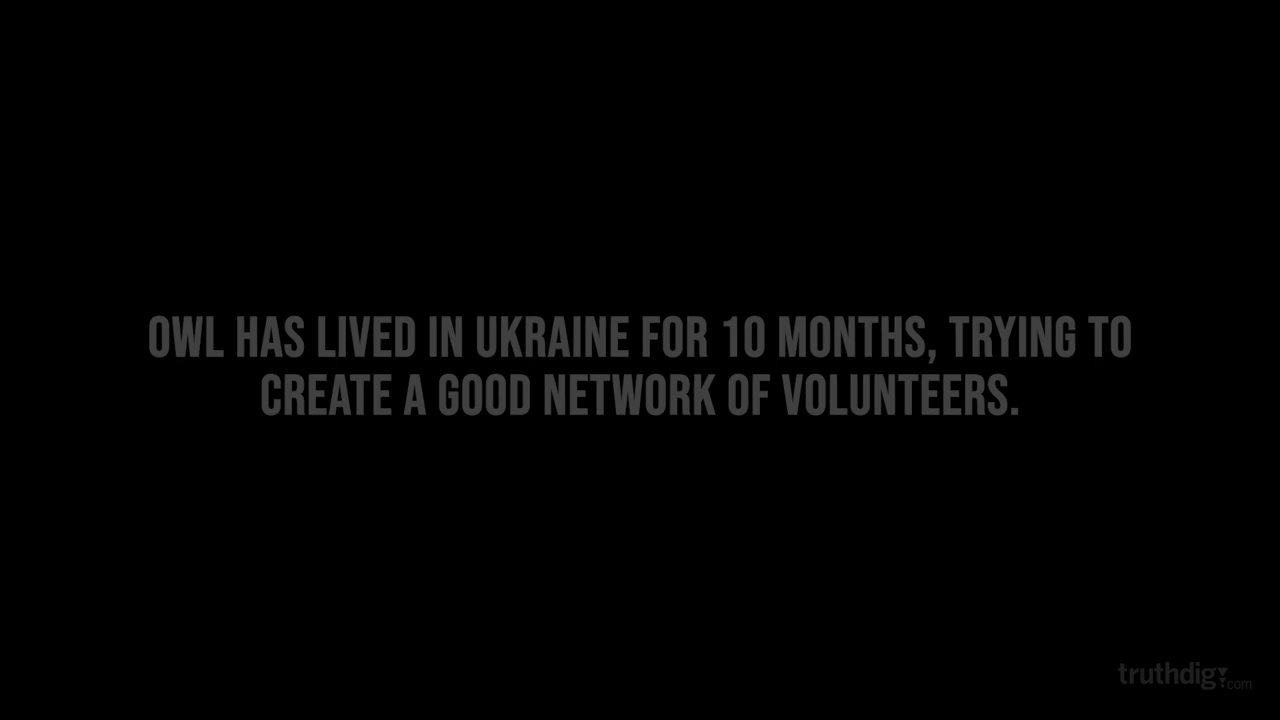 OWL HAS LIVED IN UKRAINE FOR 10 MONTHS, TRYING TO
CREATE A GOOD NETWORK OF VOLUNTEERS.
truthdig.com